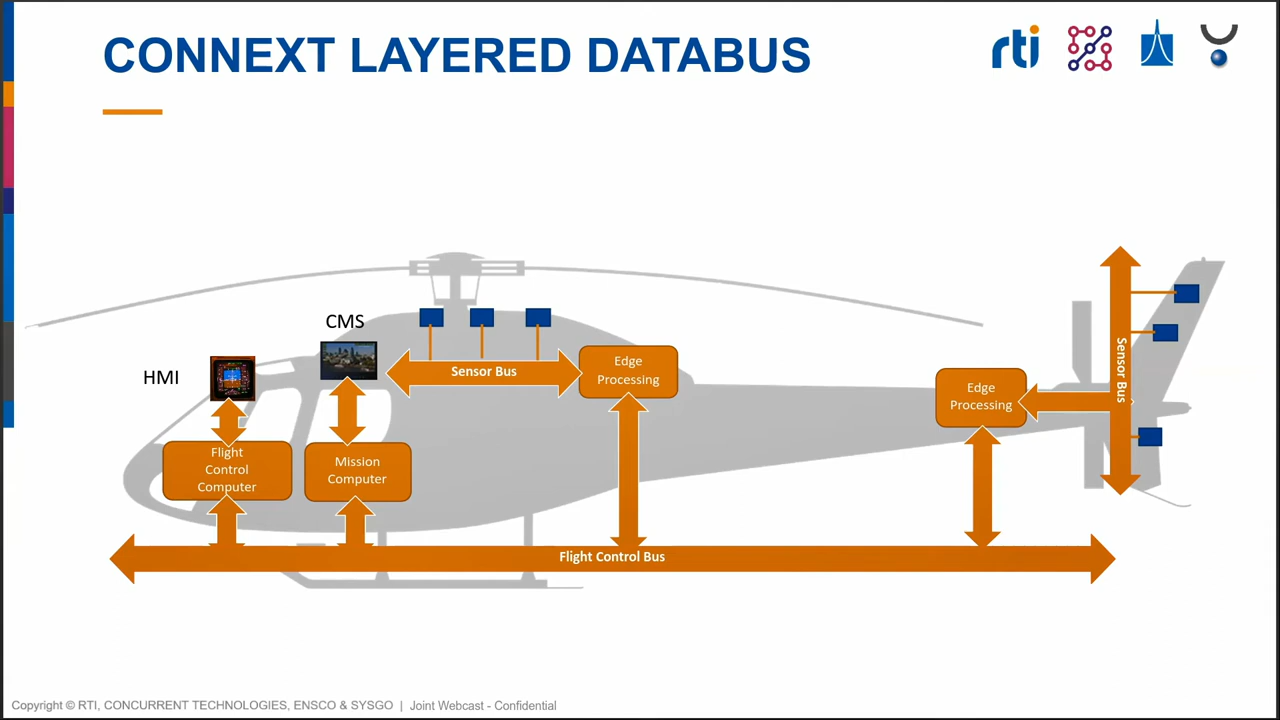 CONNEXT LAYERED DATABUS
rti
CMS
HMI
Sensor Bus
Edge
Processing
Edge
Processing
Sensor Bus
Flight
Control
Computer
Mission
Computer
Flight Control Bus
Copyright © RTI, CONCURRENT TECHNOLOGIES, ENSCO & SYSGO | Joint Webcast - Confidential